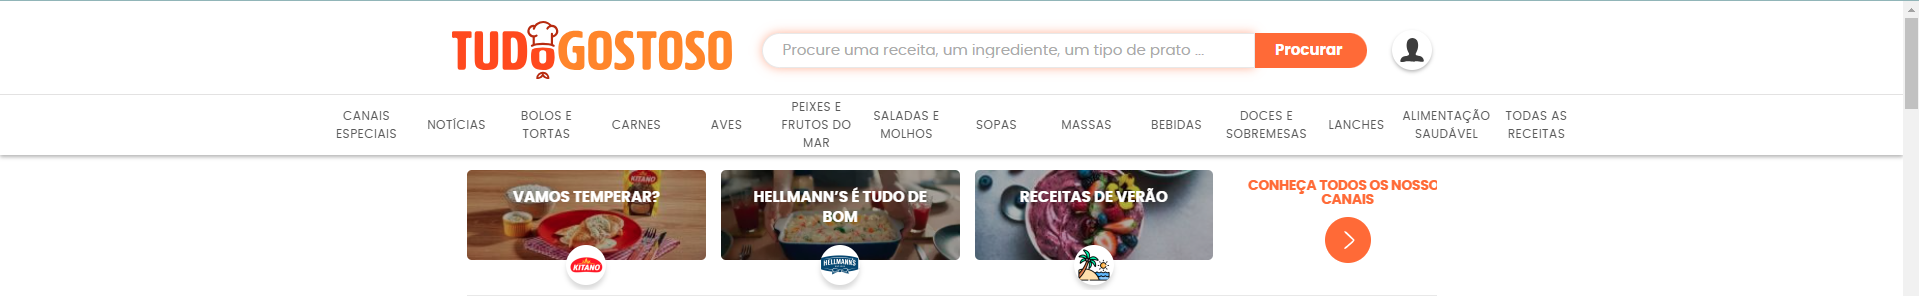 TUDOGOSTOSO
Procure uma receita, um ingrediente, um tipo de prato ...
Procurar
CANAIS
ESPECIAIS
NOTÍCIAS
BOLOS E
TORTAS
CARNES
AVES
PEIXES E
FRUTOS DO
MAR
SALADAS E
MOLHOS
SOPAS
MASSAS
BEBIDAS
DOCES E
SOBREMESAS
LANCHES
ALIMENTAÇÃO
SAUDÁVEL
TODAS AS
RECEITAS
VAMOS TEMPERAR?
KITANO
KITANO
HELLMANN'S É TUDO DE
BOM
HELLMANN'S
RECEITAS DE VERÃO
CONHEÇA TODOS OS NOSSO
CANAIS